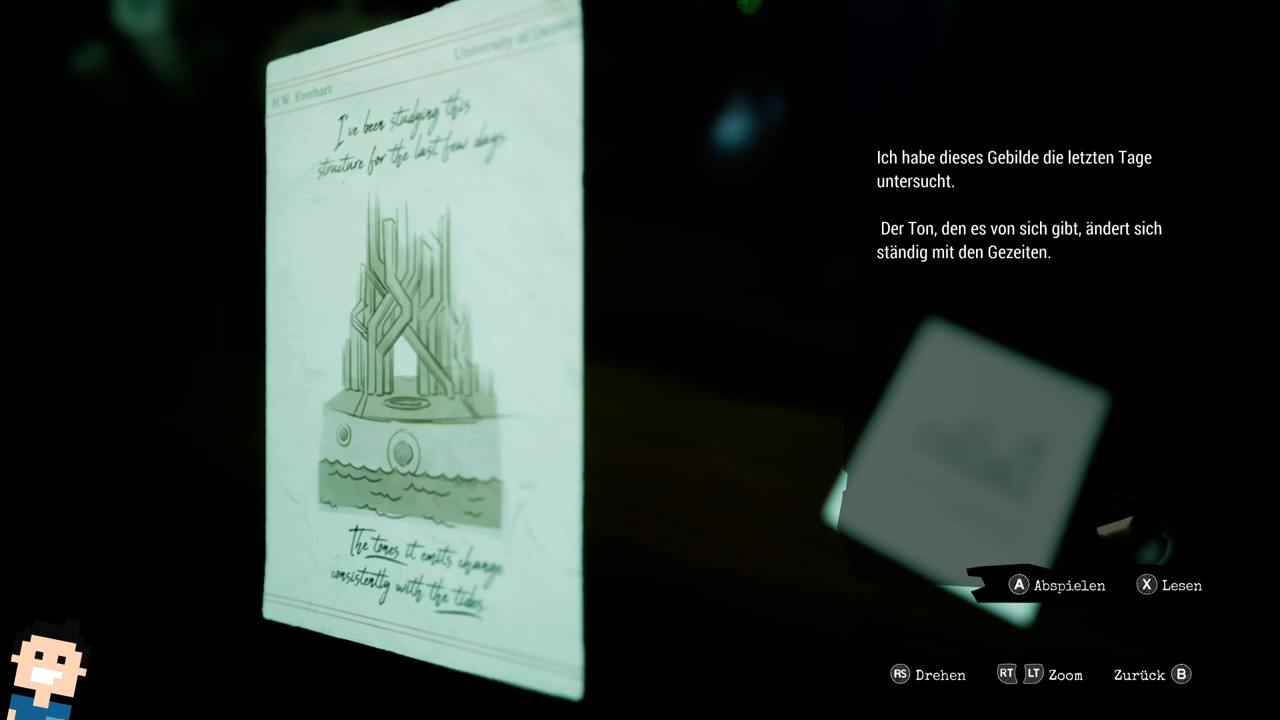 University of
H.W. Everhart
I've been studying this
structure for the last few days
The tones it emits change
consistently with the tides.
Ich habe dieses Gebilde die letzten Tage
untersucht.
Der Ton, den es von sich gibt, ändert sich
ständig mit den Gezeiten.
A Abspielen X Lesen
RS Drehen RT LT Zoom Zurück B